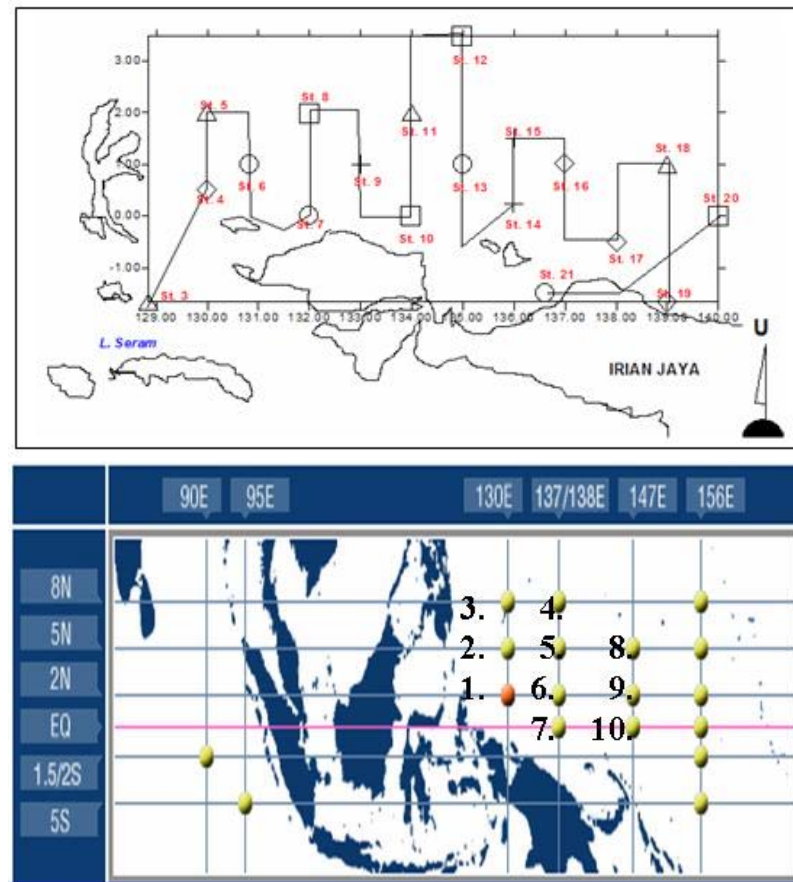 3.00
St. 12
St. 5
St. 8
2.00
St. 11
St. 15
St. 18
1.00
St. 6
St. 9
St. 13
St. 16
St. 4
St. 20
0.00
St. 7
St. 10
St. 14
St. 17
-1.00
St. 21
St. 3
St. 19
129.00 130.00 131.00 132.00 133.00 134.00 135.00 136.00 137.00 138.00 139.00 140.00
L. Seram
U
IRIAN JAYA
90E 95E 130E 137/138E 147E 156E
8N
3. 4.
5N
2. 5. 8.
2N
1. 6. 9.
EQ
7. 10.
1.5/2S
5S